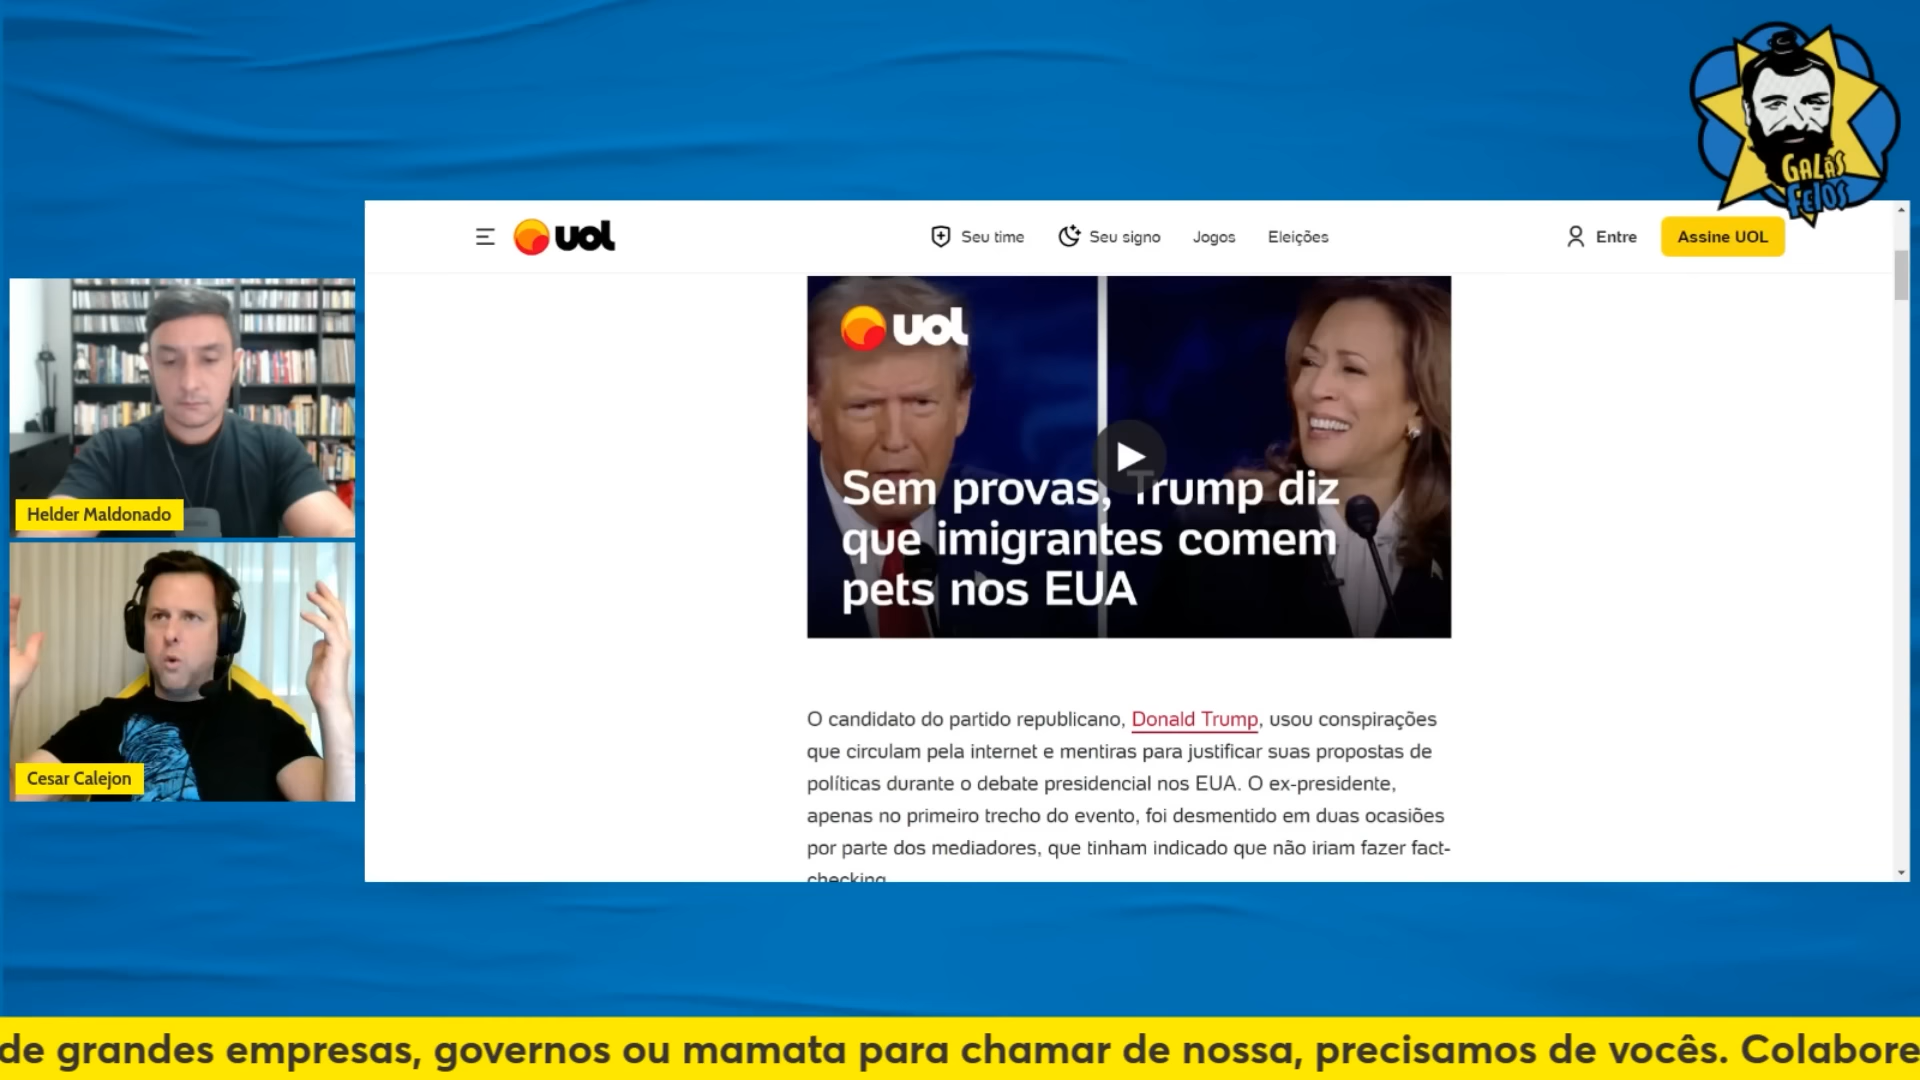 GALÃS
FEIOS
uol
Seu time
Seu signo
Jogos
Eleições
Entre
Assine UOL
uol
Sem provas, Trump diz
que imigrantes comem
pets nos EUA
Helder Maldonado
Cesar Calejon
O candidato do partido republicano, Donald Trump, usou conspirações
que circulam pela internet e mentiras para justificar suas propostas de
políticas durante o debate presidencial nos EUA. O ex-presidente,
apenas no primeiro trecho do evento, foi desmentido em duas ocasiões
por parte dos mediadores, que tinham indicado que não iriam fazer fact-
checking
de grandes empresas, governos ou mamata para chamar de nossa, precisamos de vocês. Colabore